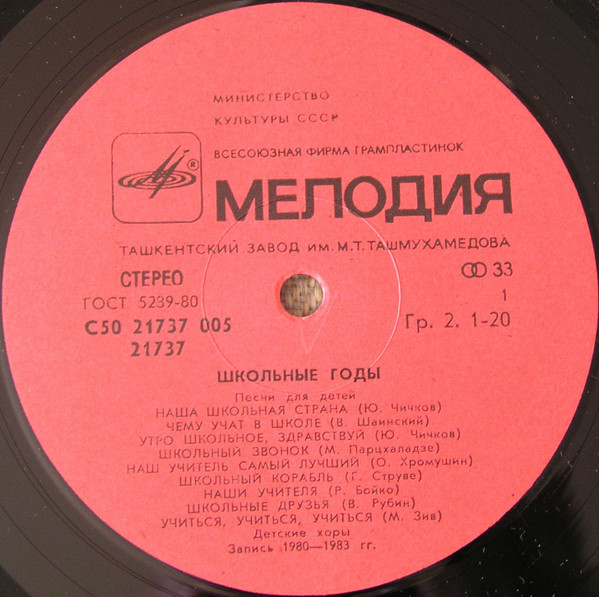 МИНИСТЕРСТВО
КУЛЬТУРЫ СССР
ВСЕСОЮЗНАЯ ФИРМА ГРАМПЛАСТИНОК
®
МЕЛОДИЯ
ТАШКЕНТСКИЙ ЗАВОД ИМ. М.Т. ТАШМУХАМЕДОВА
СТЕРЕО
33
ГОСТ 5289-80
1
С50 21737 005
Гр. 2. 1-20
21737
ШКОЛЬНЫЕ ГОДЫ
Песни для детей
НАША ШКОЛЬНАЯ СТРАНА (Ю. Чичков)
ЧЕМУ УЧАТ В ШКОЛЕ (В. Шаинский)
УТРО ШКОЛЬНОЕ, ЗДРАВСТВУЙ (Ю. Чичков)
ШКОЛЬНЫЙ ЗВОНОК (М. Парцхаладзе)
НАШ УЧИТЕЛЬ САМЫЙ ЛУЧШИЙ (О. Хромушин)
ШКОЛЬНЫЙ КОРАБЛЬ (Г. Струве)
НАШИ УЧИТЕЛЯ (Р. Бойко)
ШКОЛЬНЫЕ ДРУЗЬЯ (В. Рубин)
УЧИТЬСЯ, УЧИТЬСЯ, УЧИТЬСЯ (М. Зив)
Детские хоры
Запись 1980—1983 гг.